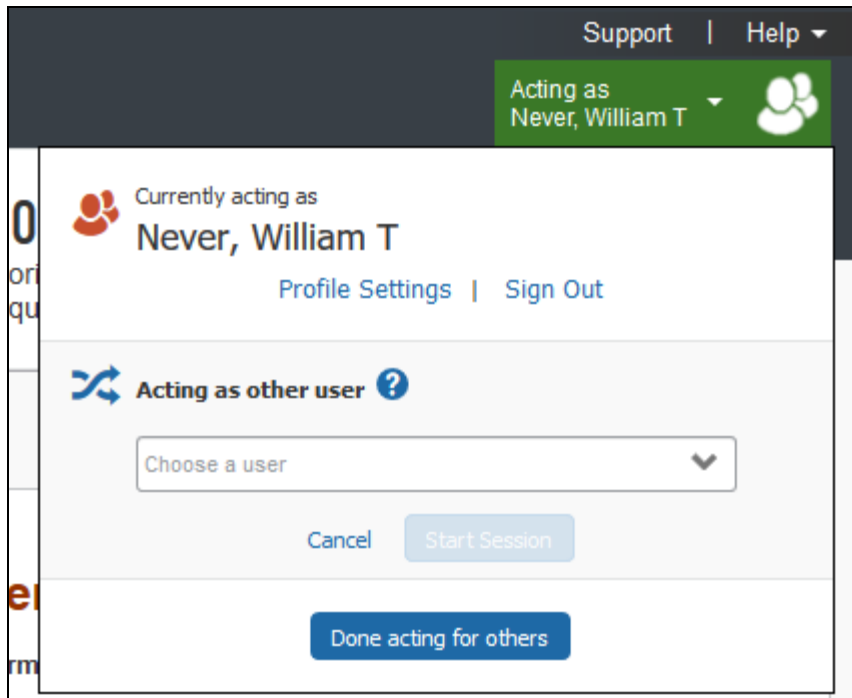 Support | Help
Acting as
Never, William T
Currently acting as
Never, William T
Profile Settings | Sign Out
Acting as other user ?
Choose a user
Cancel Start Session
Done acting for others